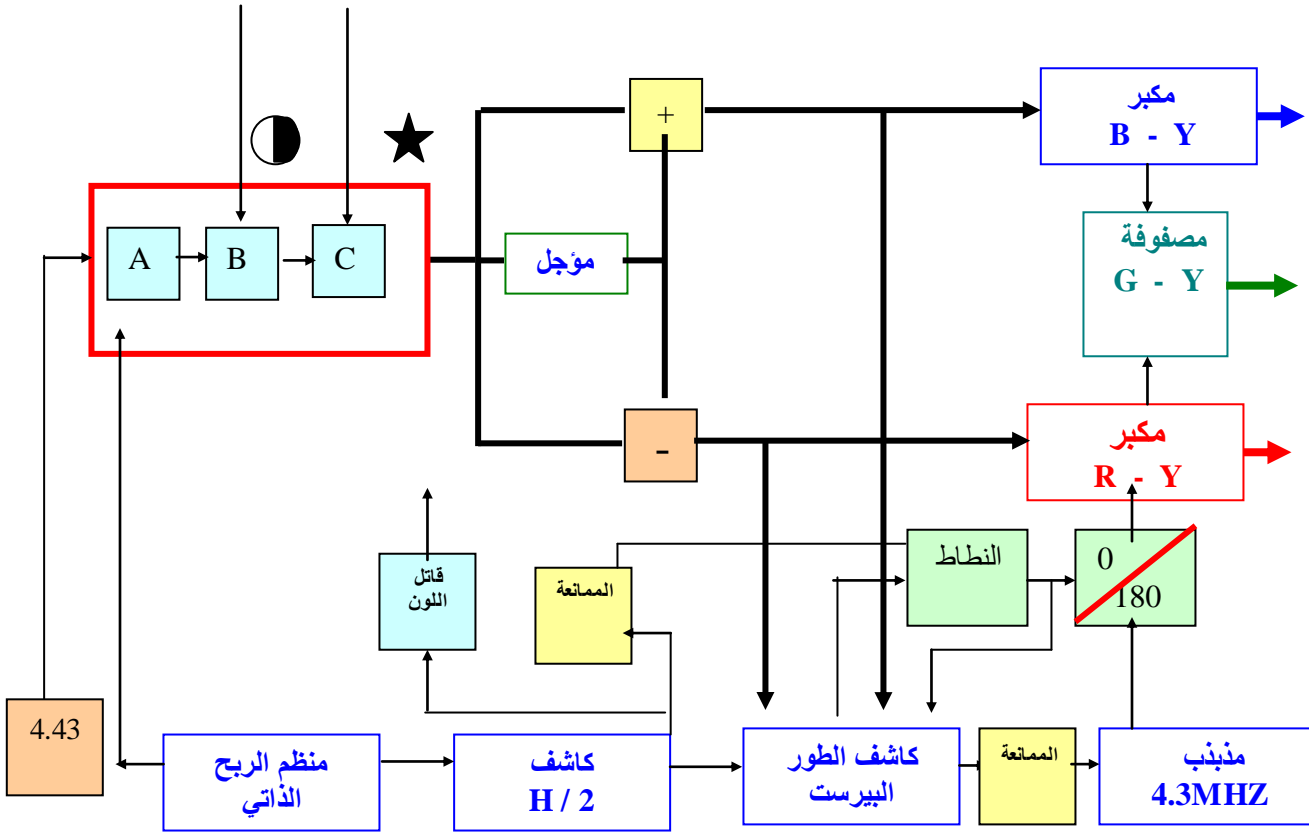 +
مكبر
B - Y
A
B
C
مؤجل
مصفوفة
G - Y
-
مكبر
R - Y
قاتل
اللون
الممانعة
النطاط
0
180
4.43
منظم الربح
الذاتي
كاشف
H / 2
كاشف الطور
البيرست
الممانعة
مذبذب
4.3MHZ